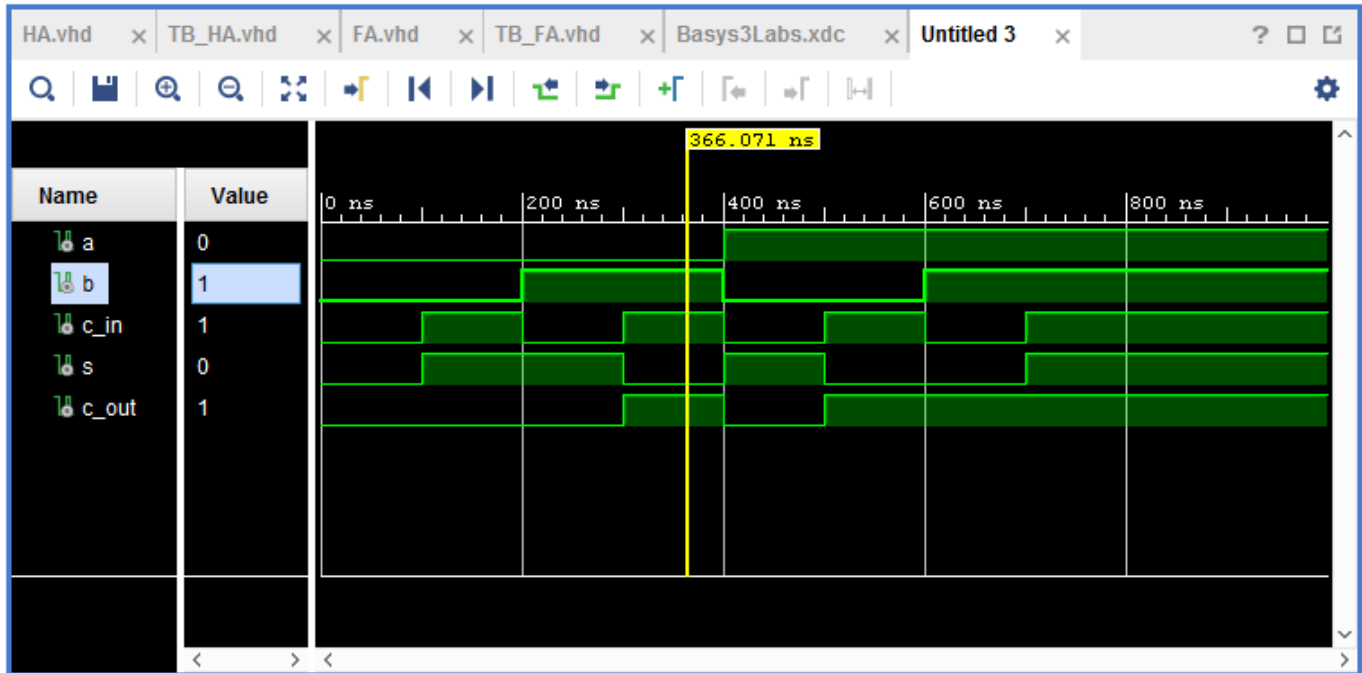 HA.vhd TB_HA.vhd FA.vhd TB_FA.vhd Basys3Labs.xdc Untitled 3
366.071 ns
Name Value 0 ns 200 ns 400 ns 600 ns 800 ns
a 0
b 1
c_in 1
s 0
c_out 1